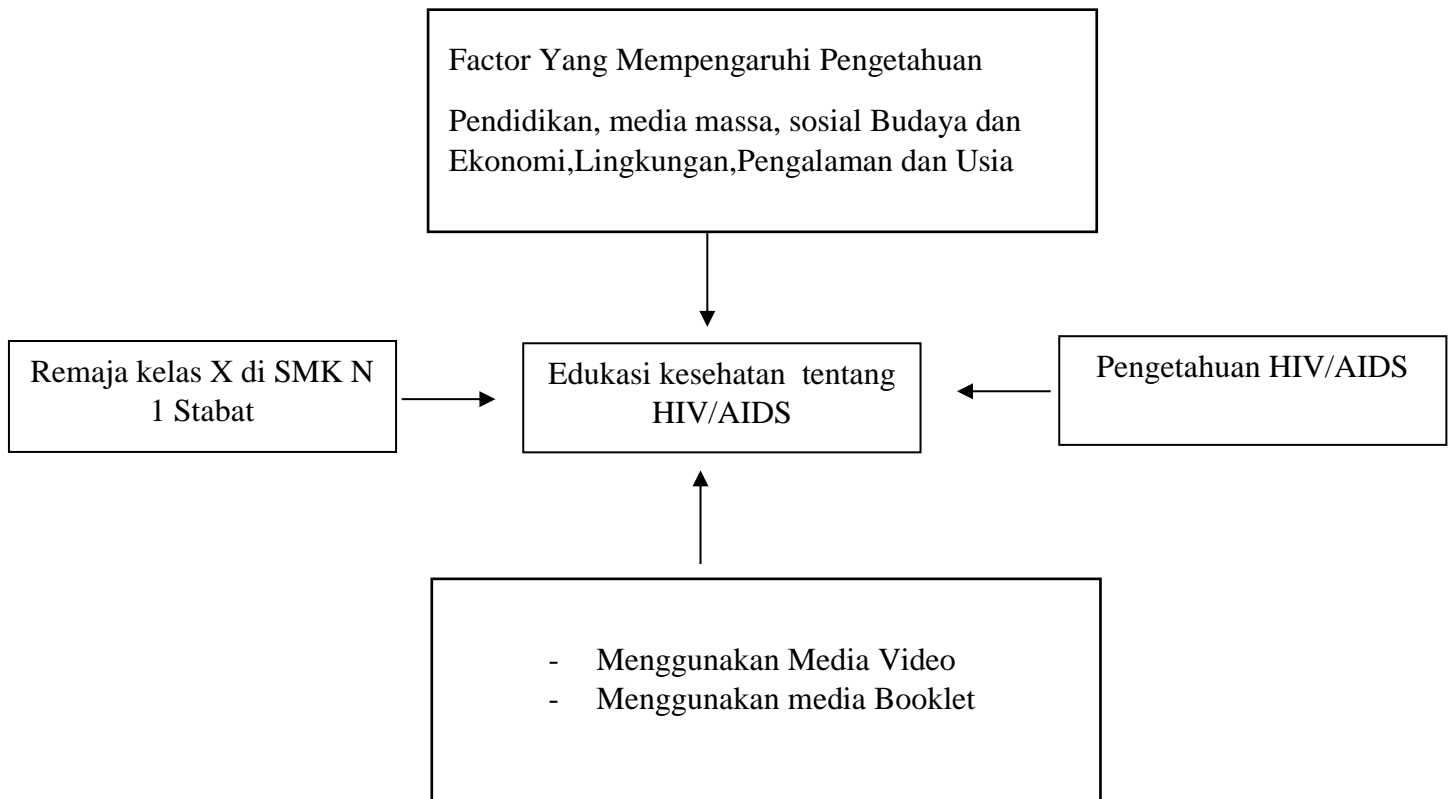 Factor Yang Mempengaruhi Pengetahuan
Pendidikan, media massa, sosial Budaya dan
Ekonomi,Lingkungan,Pengalaman dan Usia
Remaja kelas X di SMK N
1 Stabat
Edukasi kesehatan tentang
HIV/AIDS
Pengetahuan HIV/AIDS
- Menggunakan Media Video
- Menggunakan media Booklet